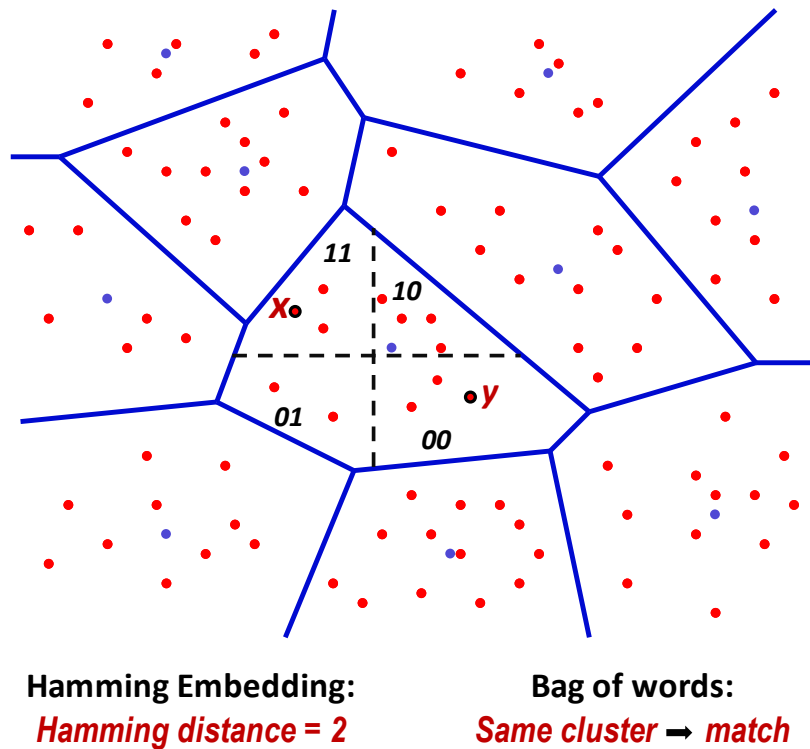 11
10
x
y
01
00
Hamming Embedding:
Hamming distance = 2
Bag of words:
Same cluster ➡ match